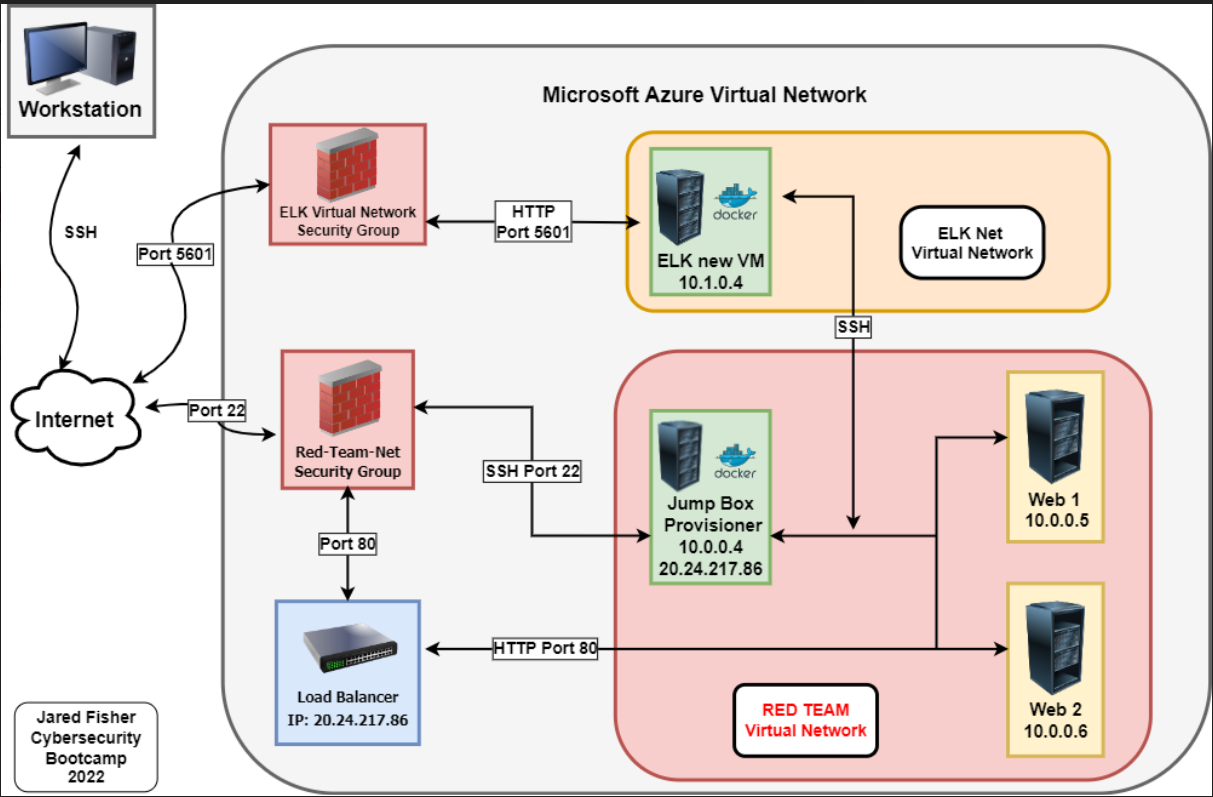 Microsoft Azure Virtual Network
Workstation
SSH
Port 5601
ELK Virtual Network
Security Group
HTTP
Port 5601
docker
ELK new VM
10.1.0.4
ELK Net
Virtual Network
SSH
Internet
Port 22
Red-Team-Net
Security Group
SSH Port 22
docker
Jump Box
Provisioner
10.0.0.4
20.24.217.86
Web 1
10.0.0.5
Port 80
Load Balancer
IP: 20.24.217.86
HTTP Port 80
Web 2
10.0.0.6
RED TEAM
Virtual Network
Jared Fisher
Cybersecurity
Bootcamp
2022